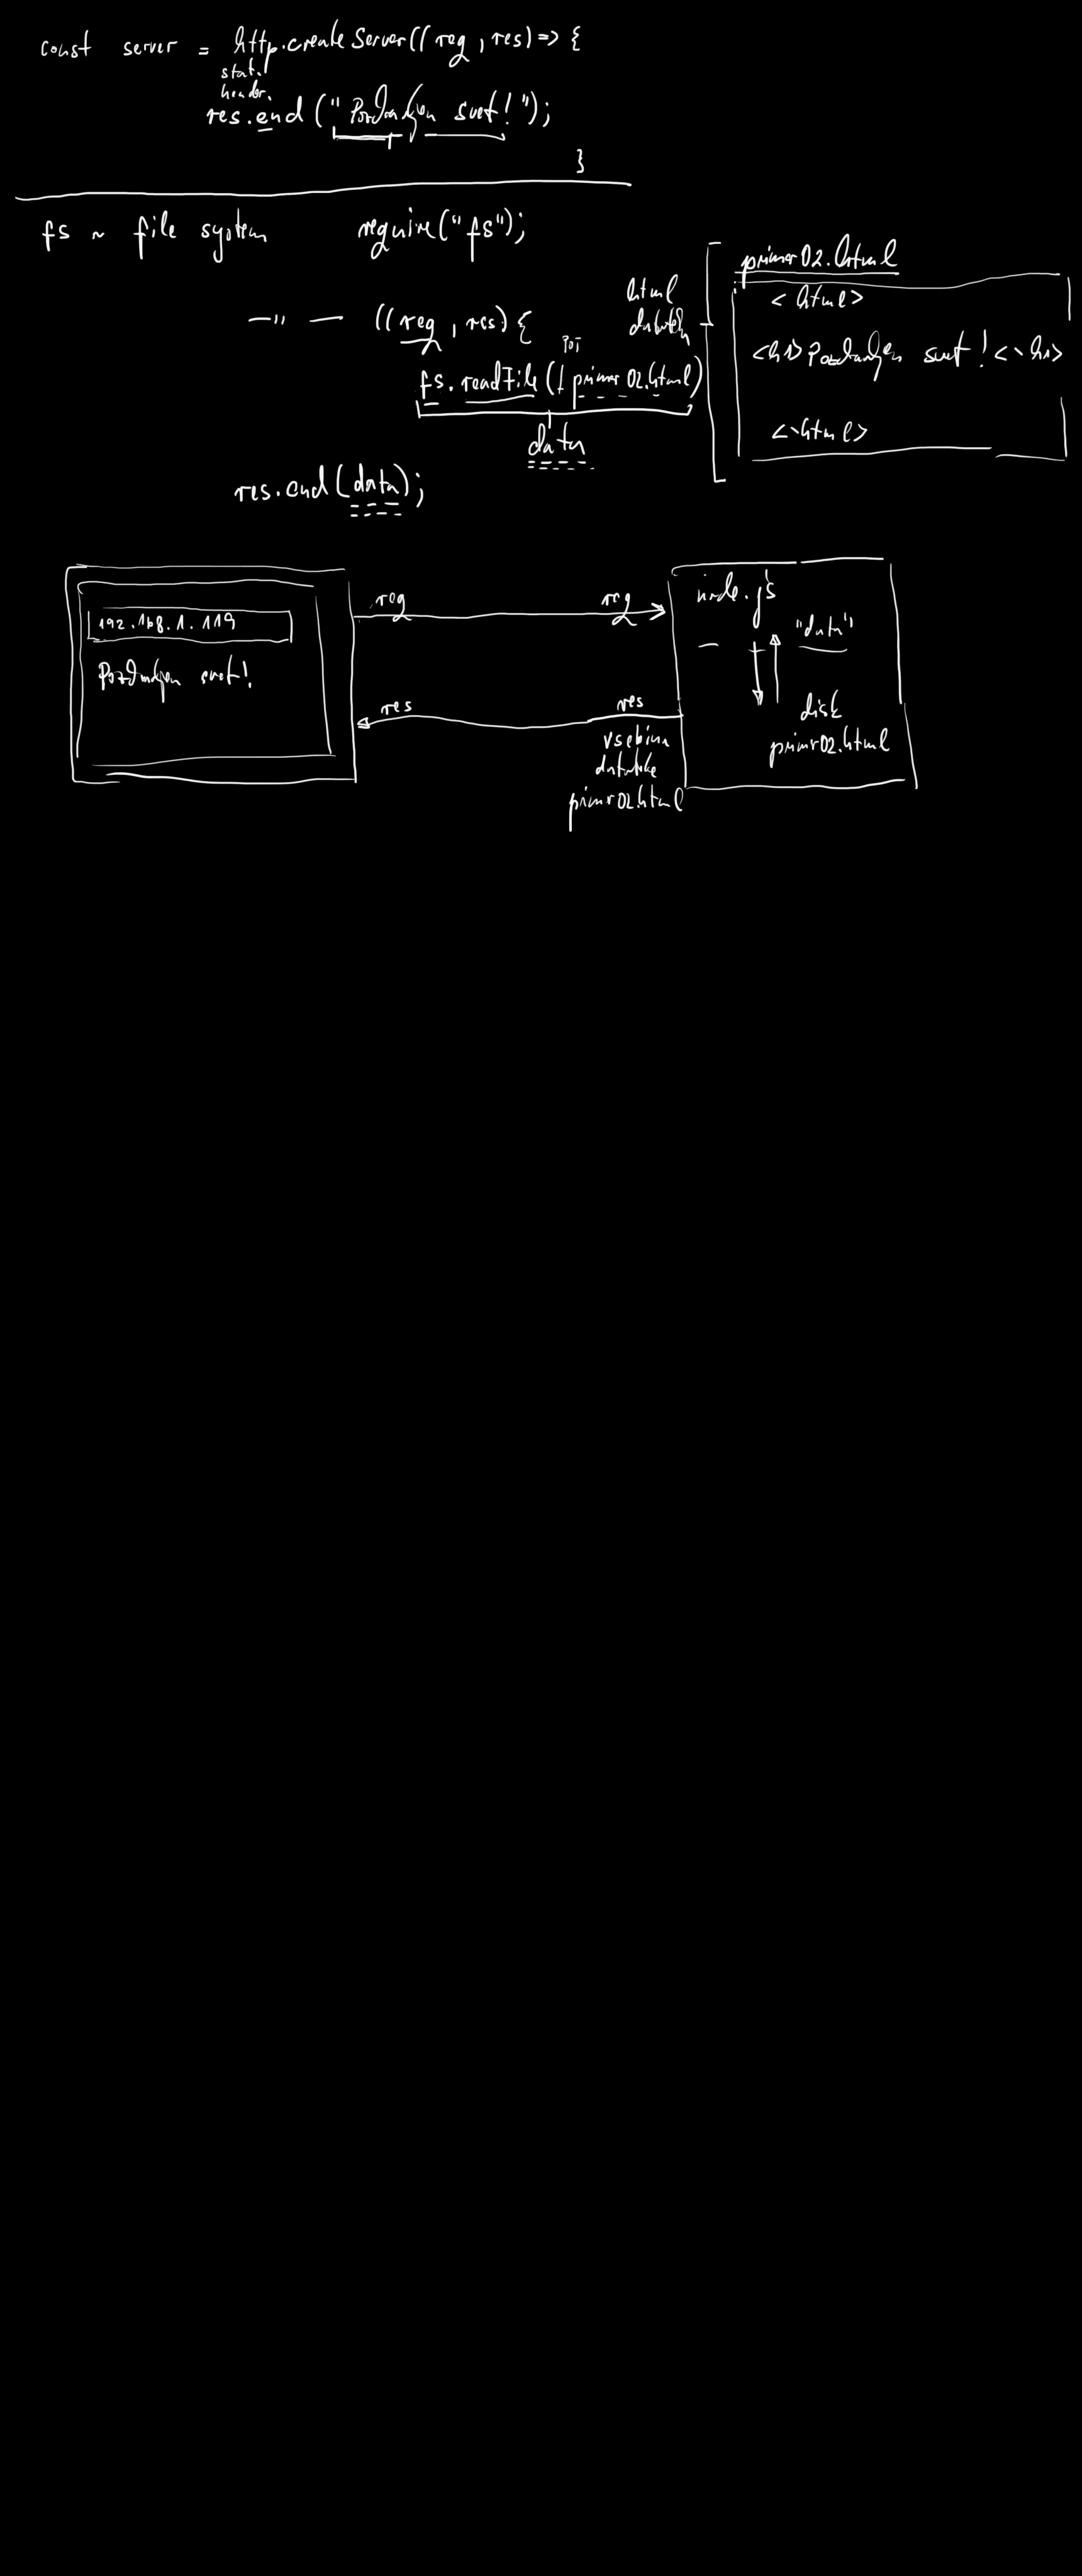 const server = http.createServer((req, res) => {
stat.
header.
res.end("Pozdravljen svet!");
}
fs ~ file system require("fs");
—"— ((req, res) {
POT
fs.readFile(/primer02.html)
data
res.end(data);
html
datoteka
primer02.html
<html>
<h1>Pozdravljen svet!<\h1>
<\html>
192.168.1.119
Pozdravljen svet!
req req
res res
vsebina
datoteke
primer02.html
node.js
"data"
disk
primer02.html